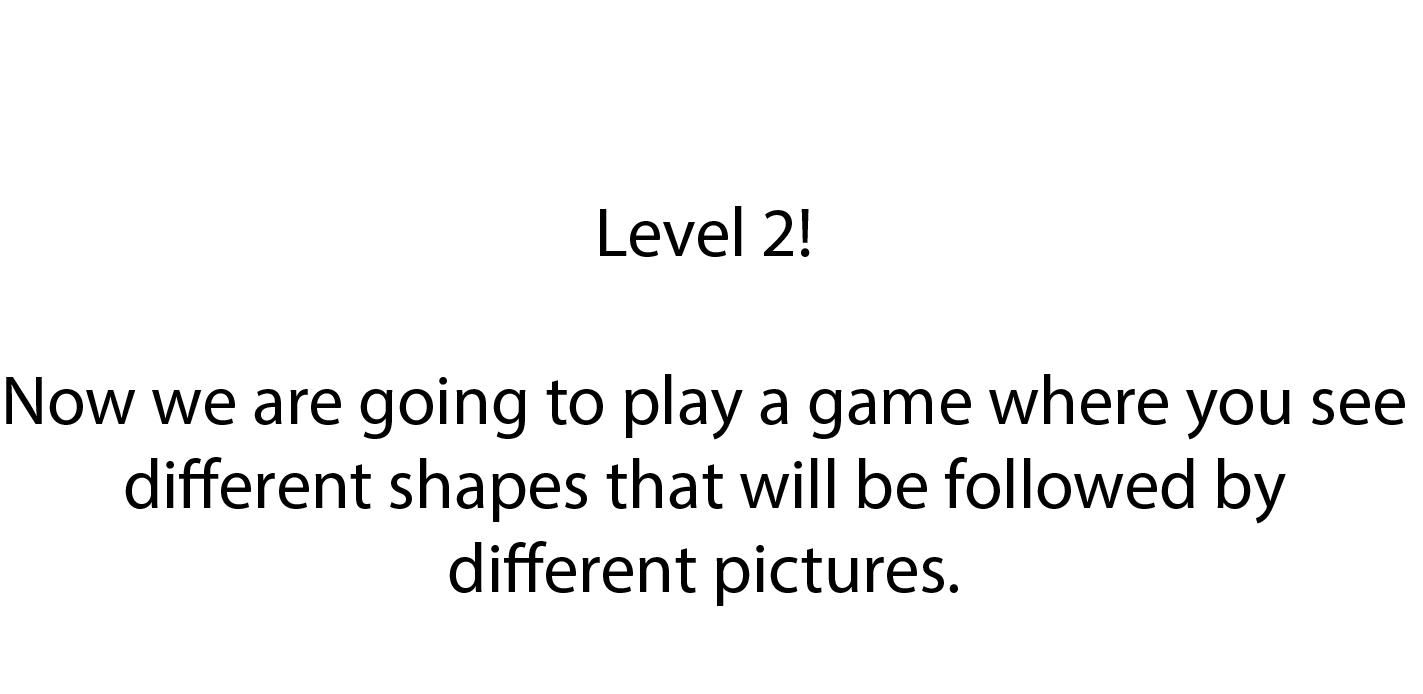 Level 2!
Now we are going to play a game where you see
different shapes that will be followed by
different pictures.